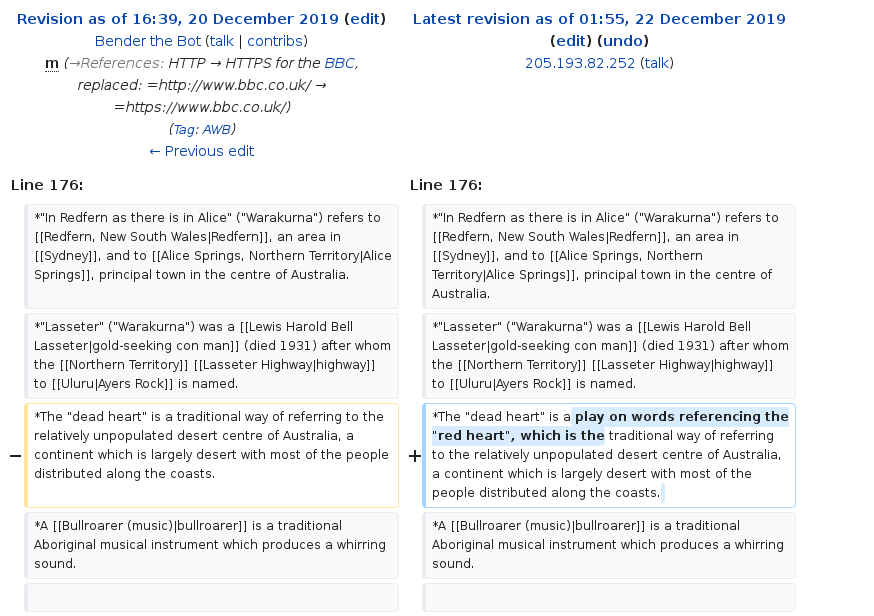 Revision as of 16:39, 20 December 2019 (edit)
Bender the Bot (talk | contribs)
m (→References: HTTP → HTTPS for the BBC,
replaced: =http://www.bbc.co.uk/ →
=https://www.bbc.co.uk/)
(Tag: AWB)
← Previous edit
Latest revision as of 01:55, 22 December 2019
(edit) (undo)
205.193.82.252 (talk)
Line 176:
Line 176:
*"In Redfern as there is in Alice" ("Warakurna") refers to
[[Redfern, New South Wales|Redfern]], an area in
[[Sydney]], and to [[Alice Springs, Northern Territory|Alice
Springs]], principal town in the centre of Australia.
*"In Redfern as there is in Alice" ("Warakurna") refers to
[[Redfern, New South Wales|Redfern]], an area in
[[Sydney]], and to [[Alice Springs, Northern
Territory|Alice Springs]], principal town in the centre of
Australia.
*"Lasseter" ("Warakurna") was a [[Lewis Harold Bell
Lasseter|gold-seeking con man]] (died 1931) after whom
the [[Northern Territory]] [[Lasseter Highway|highway]]
to [[Uluru|Ayers Rock]] is named.
*"Lasseter" ("Warakurna") was a [[Lewis Harold Bell
Lasseter|gold-seeking con man]] (died 1931) after whom
the [[Northern Territory]] [[Lasseter Highway|highway]]
to [[Uluru|Ayers Rock]] is named.
− *The "dead heart" is a traditional way of referring to the
relatively unpopulated desert centre of Australia, a
continent which is largely desert with most of the people
distributed along the coasts.
+ *The "dead heart" is a play on words referencing the
"red heart", which is the traditional way of referring
to the relatively unpopulated desert centre of Australia,
a continent which is largely desert with most of the
people distributed along the coasts.
*A [[Bullroarer (music)|bullroarer]] is a traditional
Aboriginal musical instrument which produces a whirring
sound.
*A [[Bullroarer (music)|bullroarer]] is a traditional
Aboriginal musical instrument which produces a whirring
sound.